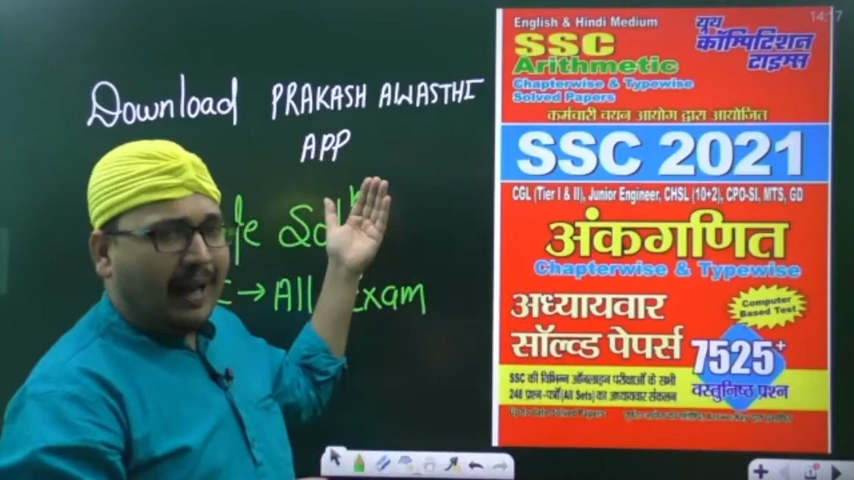 14:17
Download PRAKASH AWASTHI
APP
All Exam
English & Hindi Medium
SSC
Arithmetic
Chapterwise & Typewise
Solved Papers
यूथ
कॉम्पिटिशन
टाइम्स
कर्मचारी चयन आयोग द्वारा आयोजित
SSC 2021
CGL (Tier I & II), Junior Engineer, CHSL (10+2), CPO-SI, MTS, GD
अंकगणित
Chapterwise & Typewise
अध्यायवार
सॉल्व्ड पेपर्स
Computer
Based Test
7525+
वस्तुनिष्ठ प्रश्न
SSC की विभिन्न ऑनलाइन परीक्षाओं के सभी
248 प्रश्न-पत्रों (All Sets) का अध्यायवार संकलन